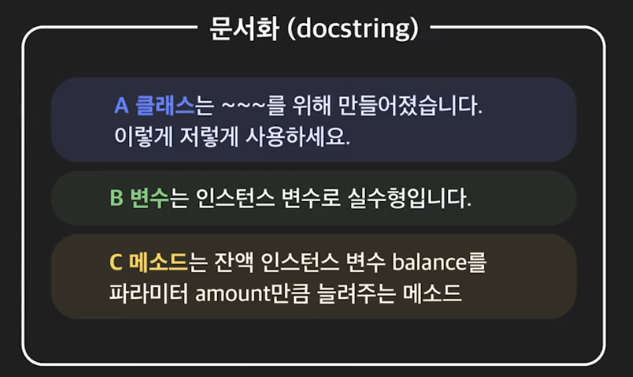 문서화 (docstring)
A 클래스는 ~~~를 위해 만들어졌습니다.
이렇게 저렇게 사용하세요.
B 변수는 인스턴스 변수로 실수형입니다.
C 메소드는 잔액 인스턴스 변수 balance를
파라미터 amount만큼 늘려주는 메소드